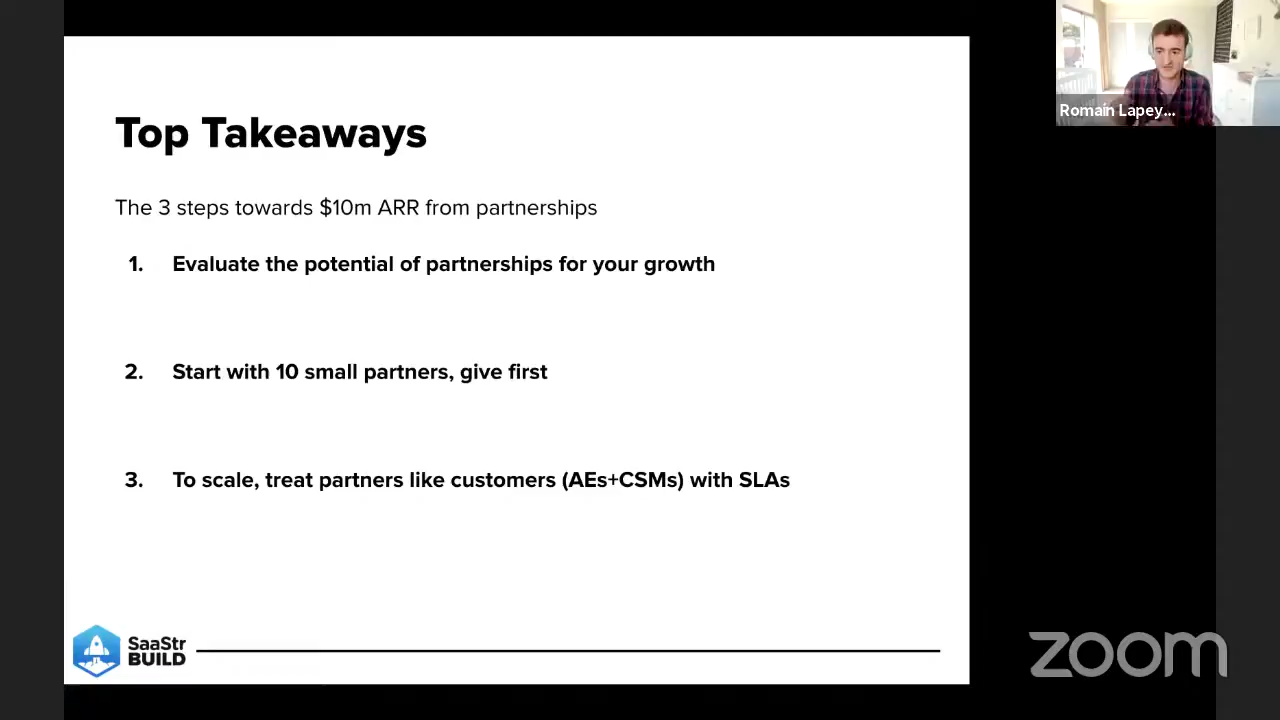 Top Takeaways
The 3 steps towards $10m ARR from partnerships
1. Evaluate the potential of partnerships for your growth
2. Start with 10 small partners, give first
3. To scale, treat partners like customers (AEs+CSMs) with SLAs
SaaStr
BUILD
Romain Lapey...
zoom